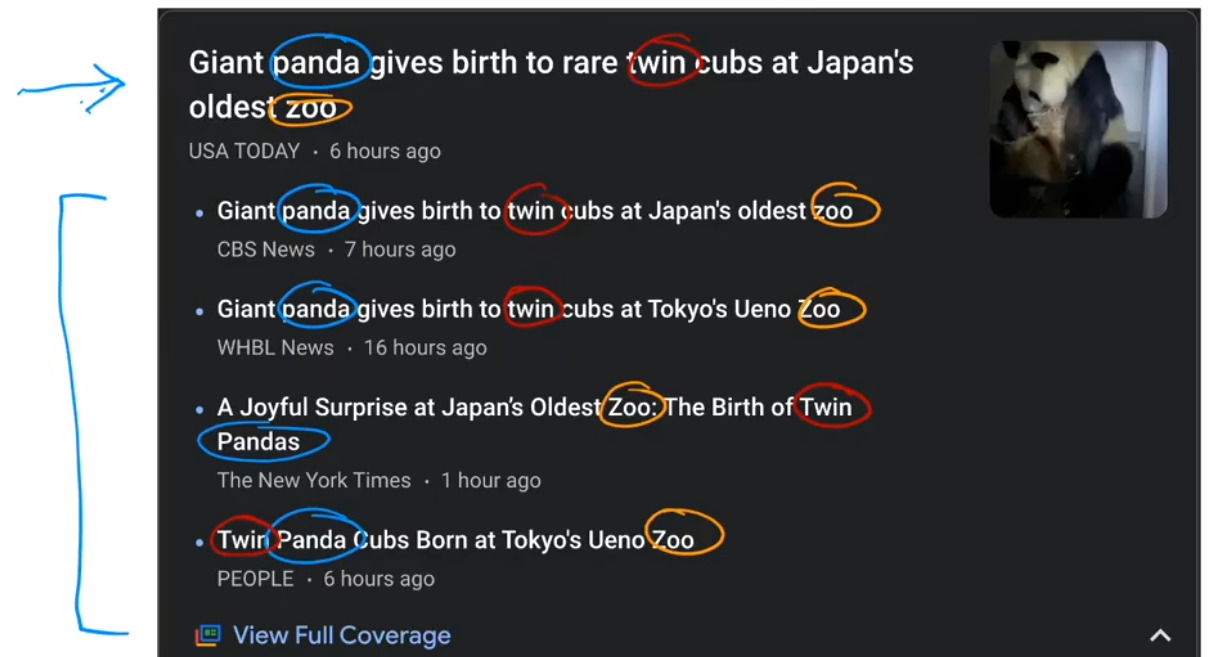 Giant panda gives birth to rare twin cubs at Japan's
oldest zoo
USA TODAY · 6 hours ago
• Giant panda gives birth to twin cubs at Japan's oldest zoo
CBS News · 7 hours ago
• Giant panda gives birth to twin cubs at Tokyo's Ueno Zoo
WHBL News · 16 hours ago
• A Joyful Surprise at Japan’s Oldest Zoo: The Birth of Twin
Pandas
The New York Times · 1 hour ago
• Twin Panda Cubs Born at Tokyo's Ueno Zoo
PEOPLE · 6 hours ago
View Full Coverage